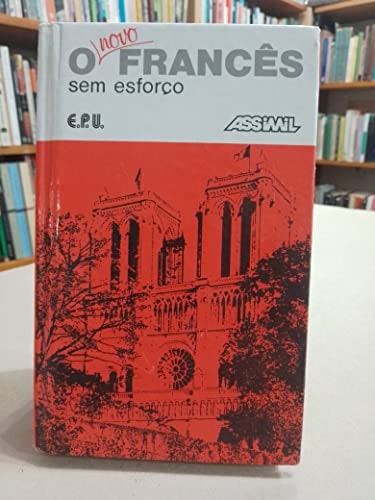 O novo FRANCÊS
sem esforço
E.P.U.
ASSiMiL